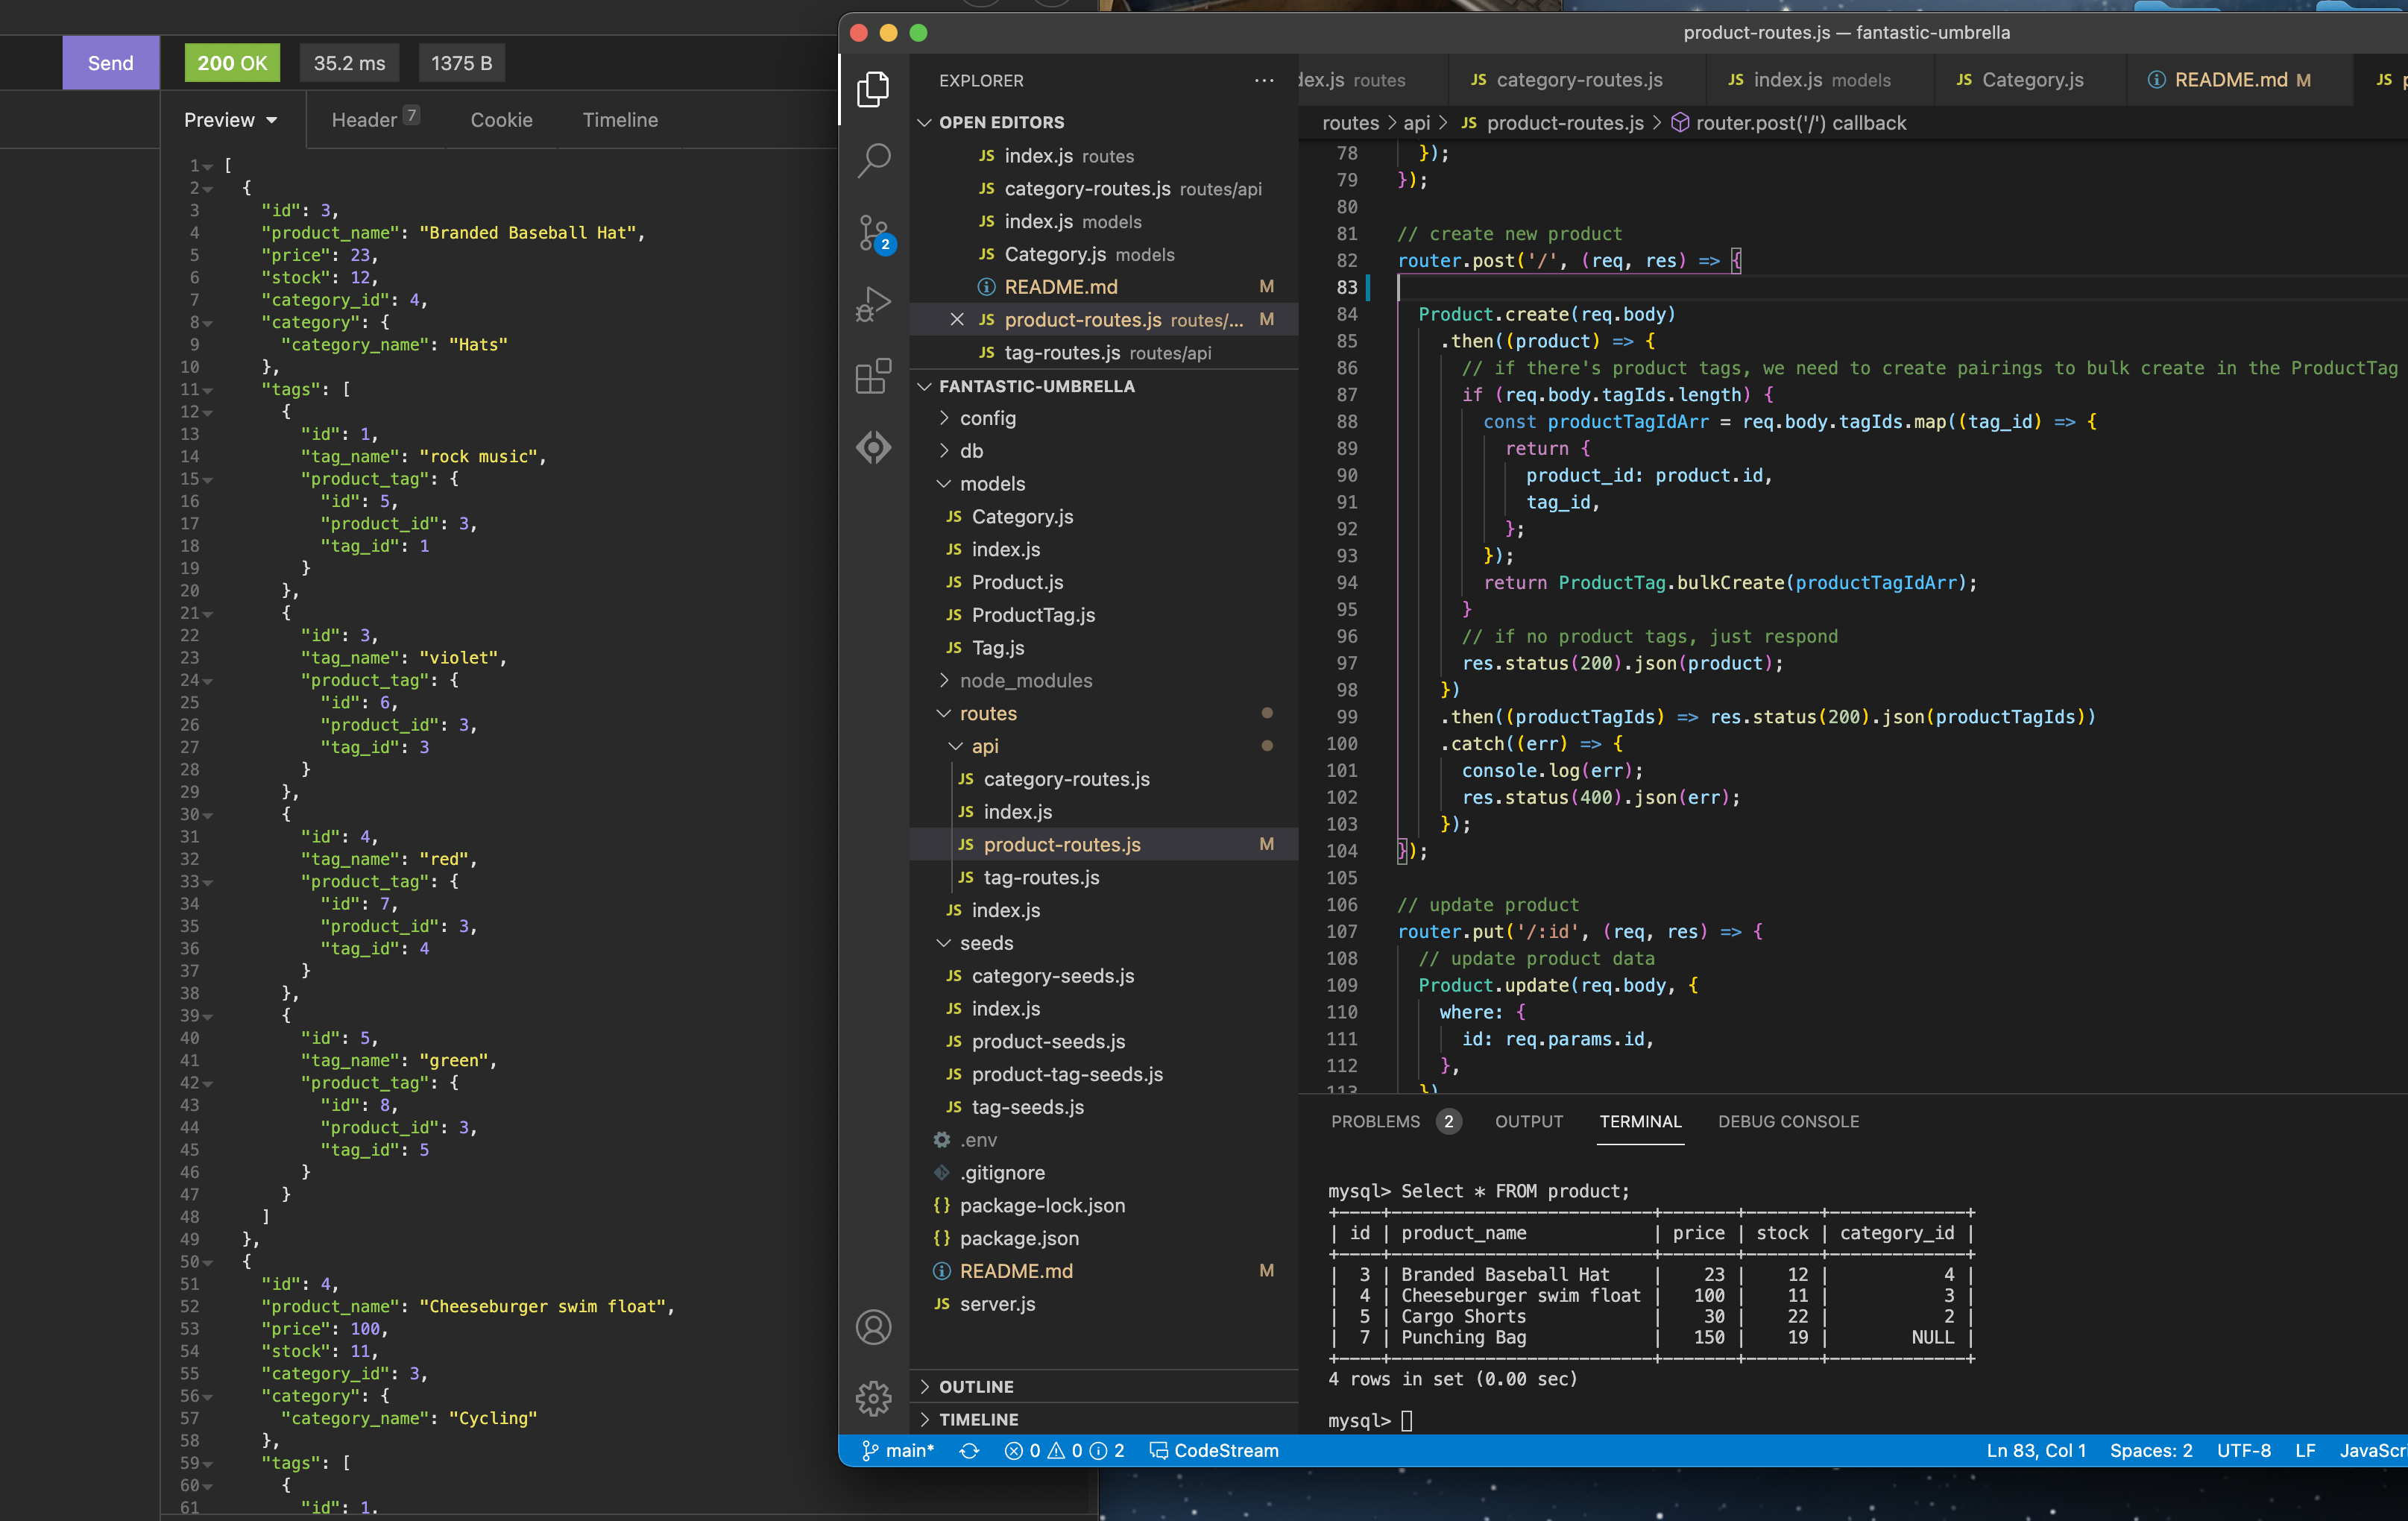 Send
200 OK
35.2 ms
1375 B
Preview
Header 7
Cookie
Timeline
1 [
2 {
3 "id": 3,
4 "product_name": "Branded Baseball Hat",
5 "price": 23,
6 "stock": 12,
7 "category_id": 4,
8 "category": {
9 "category_name": "Hats"
10 },
11 "tags": [
12 {
13 "id": 1,
14 "tag_name": "rock music",
15 "product_tag": {
16 "id": 5,
17 "product_id": 3,
18 "tag_id": 1
19 }
20 },
21 {
22 "id": 3,
23 "tag_name": "violet",
24 "product_tag": {
25 "id": 6,
26 "product_id": 3,
27 "tag_id": 3
28 }
29 },
30 {
31 "id": 4,
32 "tag_name": "red",
33 "product_tag": {
34 "id": 7,
35 "product_id": 3,
36 "tag_id": 4
37 }
38 },
39 {
40 "id": 5,
41 "tag_name": "green",
42 "product_tag": {
43 "id": 8,
44 "product_id": 3,
45 "tag_id": 5
46 }
47 }
48 ]
49 },
50 {
51 "id": 4,
52 "product_name": "Cheeseburger swim float",
53 "price": 100,
54 "stock": 11,
55 "category_id": 3,
56 "category": {
57 "category_name": "Cycling"
58 },
59 "tags": [
60 {
61 "id": 1,
product-routes.js — fantastic-umbrella
EXPLORER
OPEN EDITORS
JS index.js routes
JS category-routes.js routes/api
JS index.js models
JS Category.js models
README.md M
JS product-routes.js routes/... M
JS tag-routes.js routes/api
FANTASTIC-UMBRELLA
config
db
models
JS Category.js
JS index.js
JS Product.js
JS ProductTag.js
JS Tag.js
node_modules
routes
api
JS category-routes.js
JS index.js
JS product-routes.js M
JS tag-routes.js
JS index.js
seeds
JS category-seeds.js
JS index.js
JS product-seeds.js
JS product-tag-seeds.js
JS tag-seeds.js
.env
.gitignore
{} package-lock.json
{} package.json
README.md M
JS server.js
OUTLINE
TIMELINE
2
dex.js routes
JS category-routes.js
JS index.js models
JS Category.js
README.md M
JS
routes > api > JS product-routes.js > router.post('/') callback
78 });
79 });
80
81 // create new product
82 router.post('/', (req, res) => {
83
84 Product.create(req.body)
85 .then((product) => {
86 // if there's product tags, we need to create pairings to bulk create in the ProductTag
87 if (req.body.tagIds.length) {
88 const productTagIdArr = req.body.tagIds.map((tag_id) => {
89 return {
90 product_id: product.id,
91 tag_id,
92 };
93 });
94 return ProductTag.bulkCreate(productTagIdArr);
95 }
96 // if no product tags, just respond
97 res.status(200).json(product);
98 })
99 .then((productTagIds) => res.status(200).json(productTagIds))
100 .catch((err) => {
101 console.log(err);
102 res.status(400).json(err);
103 });
104 });
105
106 // update product
107 router.put('/:id', (req, res) => {
108 // update product data
109 Product.update(req.body, {
110 where: {
111 id: req.params.id,
112 },
113 })
PROBLEMS 2
OUTPUT
TERMINAL
DEBUG CONSOLE
mysql> Select * FROM product;
+----+-------------------------+-------+-------+-------------+
| id | product_name | price | stock | category_id |
+----+-------------------------+-------+-------+-------------+
| 3 | Branded Baseball Hat | 23 | 12 | 4 |
| 4 | Cheeseburger swim float | 100 | 11 | 3 |
| 5 | Cargo Shorts | 30 | 22 | 2 |
| 7 | Punching Bag | 150 | 19 | NULL |
+----+-------------------------+-------+-------+-------------+
4 rows in set (0.00 sec)
mysql>
main* 0 0 2 CodeStream
Ln 83, Col 1 Spaces: 2 UTF-8 LF JavaScr